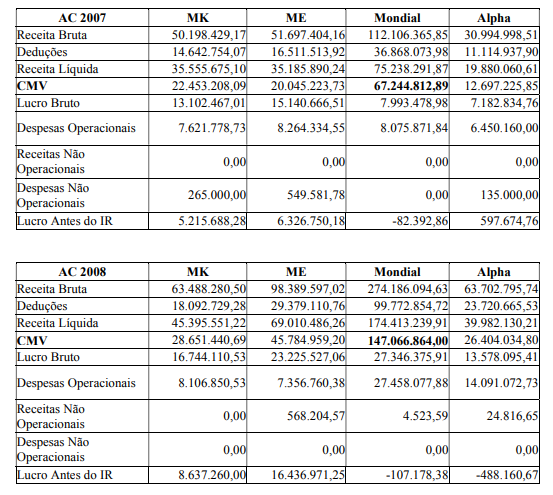 AC 2007 MK ME Mondial Alpha
Receita Bruta 50.198.429,17 51.697.404,16 112.106.365,85 30.994.998,51
Deduções 14.642.754,07 16.511.513,92 36.868.073,98 11.114.937,90
Receita Líquida 35.555.675,10 35.185.890,24 75.238.291,87 19.880.060,61
CMV 22.453.208,09 20.045.223,73 67.244.812,89 12.697.225,85
Lucro Bruto 13.102.467,01 15.140.666,51 7.993.478,98 7.182.834,76
Despesas Operacionais 7.621.778,73 8.264.334,55 8.075.871,84 6.450.160,00
Receitas Não
Operacionais 0,00 0,00 0,00 0,00
Despesas Não
Operacionais 265.000,00 549.581,78 0,00 135.000,00
Lucro Antes do IR 5.215.688,28 6.326.750,18 -82.392,86 597.674,76
AC 2008 MK ME Mondial Alpha
Receita Bruta 63.488.280,50 98.389.597,02 274.186.094,63 63.702.795,74
Deduções 18.092.729,28 29.379.110,76 99.772.854,72 23.720.665,53
Receita Líquida 45.395.551,22 69.010.486,26 174.413.239,91 39.982.130,21
CMV 28.651.440,69 45.784.959,20 147.066.864,00 26.404.034,80
Lucro Bruto 16.744.110,53 23.225.527,06 27.346.375,91 13.578.095,41
Despesas Operacionais 8.106.850,53 7.356.760,38 27.458.077,88 14.091.072,73
Receitas Não
Operacionais 0,00 568.204,57 4.523,59 24.816,65
Despesas Não
Operacionais 0,00 0,00 0,00 0,00
Lucro Antes do IR 8.637.260,00 16.436.971,25 -107.178,38 -488.160,67